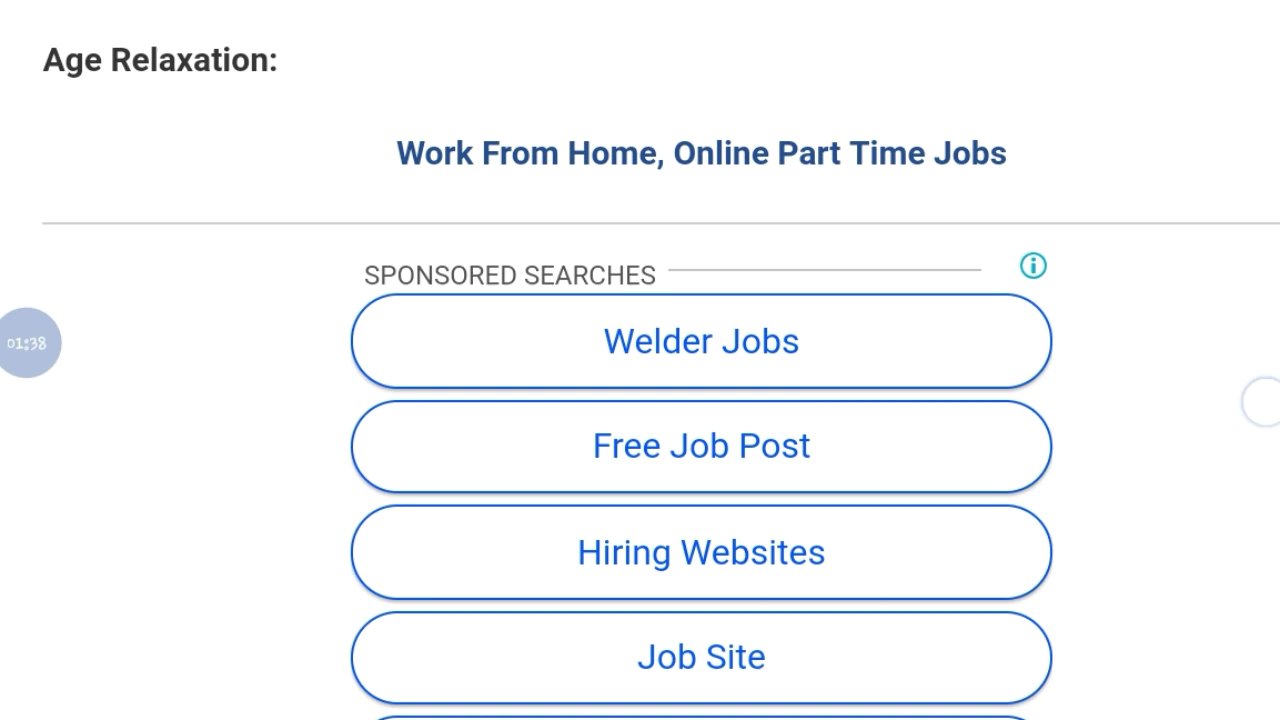 Age Relaxation:
Work From Home, Online Part Time Jobs
SPONSORED SEARCHES
Welder Jobs
01:38
Free Job Post
Hiring Websites
Job Site